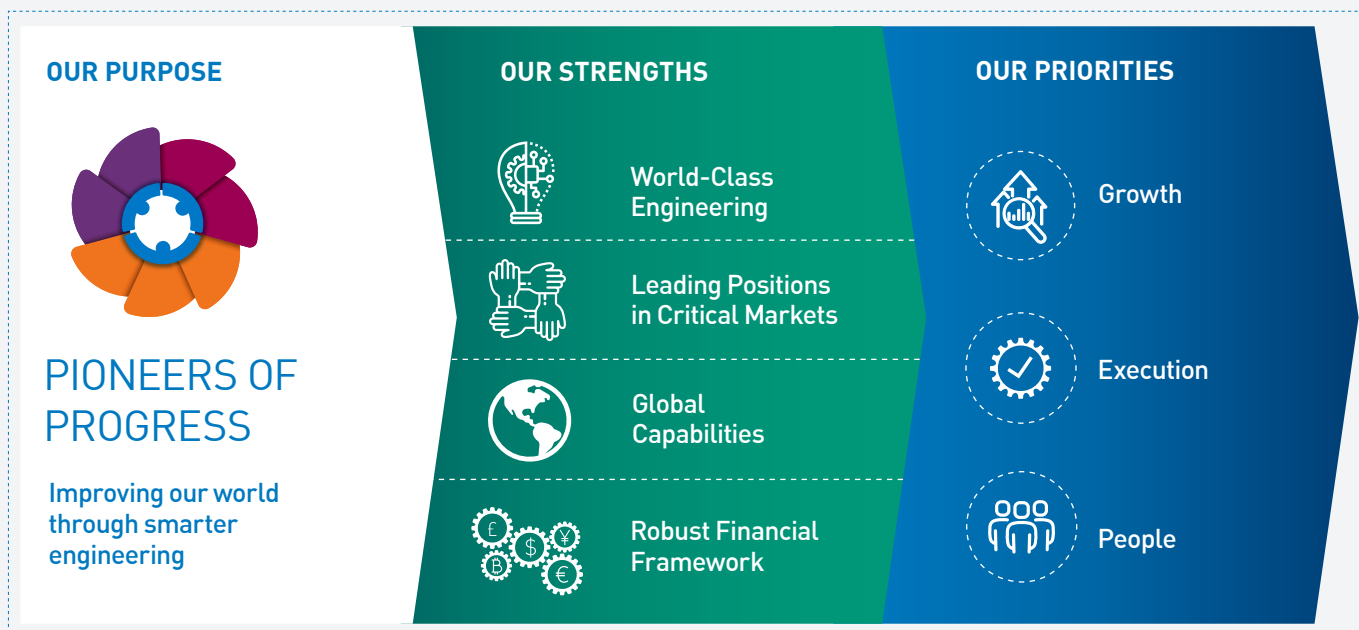 OUR PURPOSE
PIONEERS OF
PROGRESS
Improving our world
through smarter
engineering
OUR STRENGTHS
World-Class
Engineering
Leading Positions
in Critical Markets
Global
Capabilities
£
$
¥
₿
€
Robust Financial
Framework
OUR PRIORITIES
Growth
Execution
People